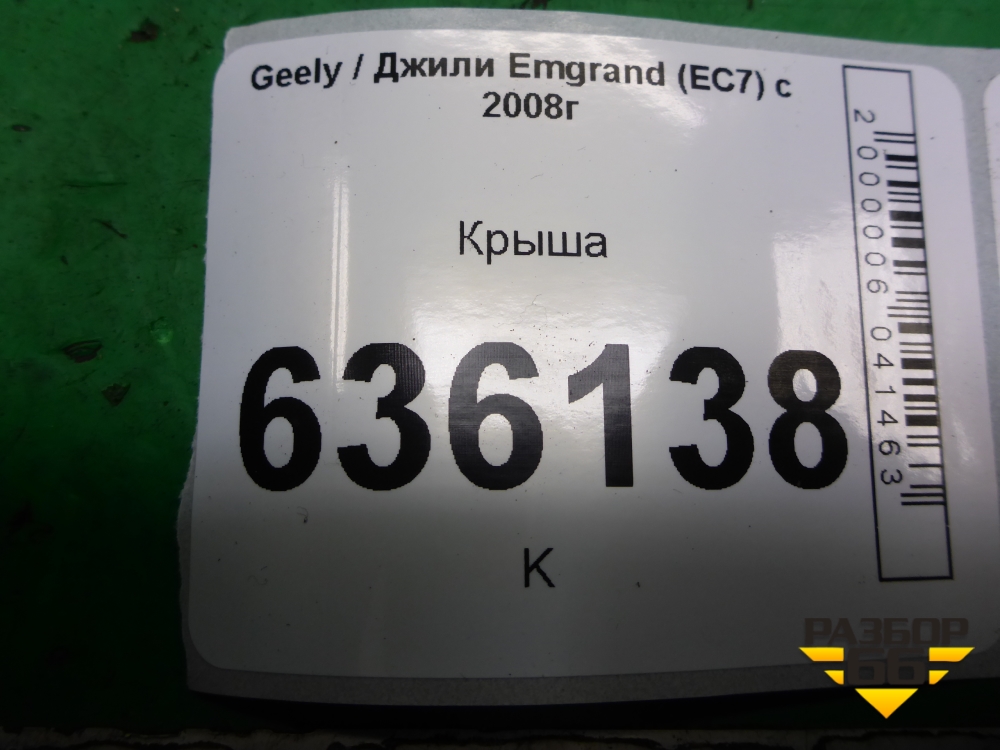 Geely / Джили Emgrand (EC7) с
2008г
Крыша
636138
К
2000006041463
РАЗБОР
66